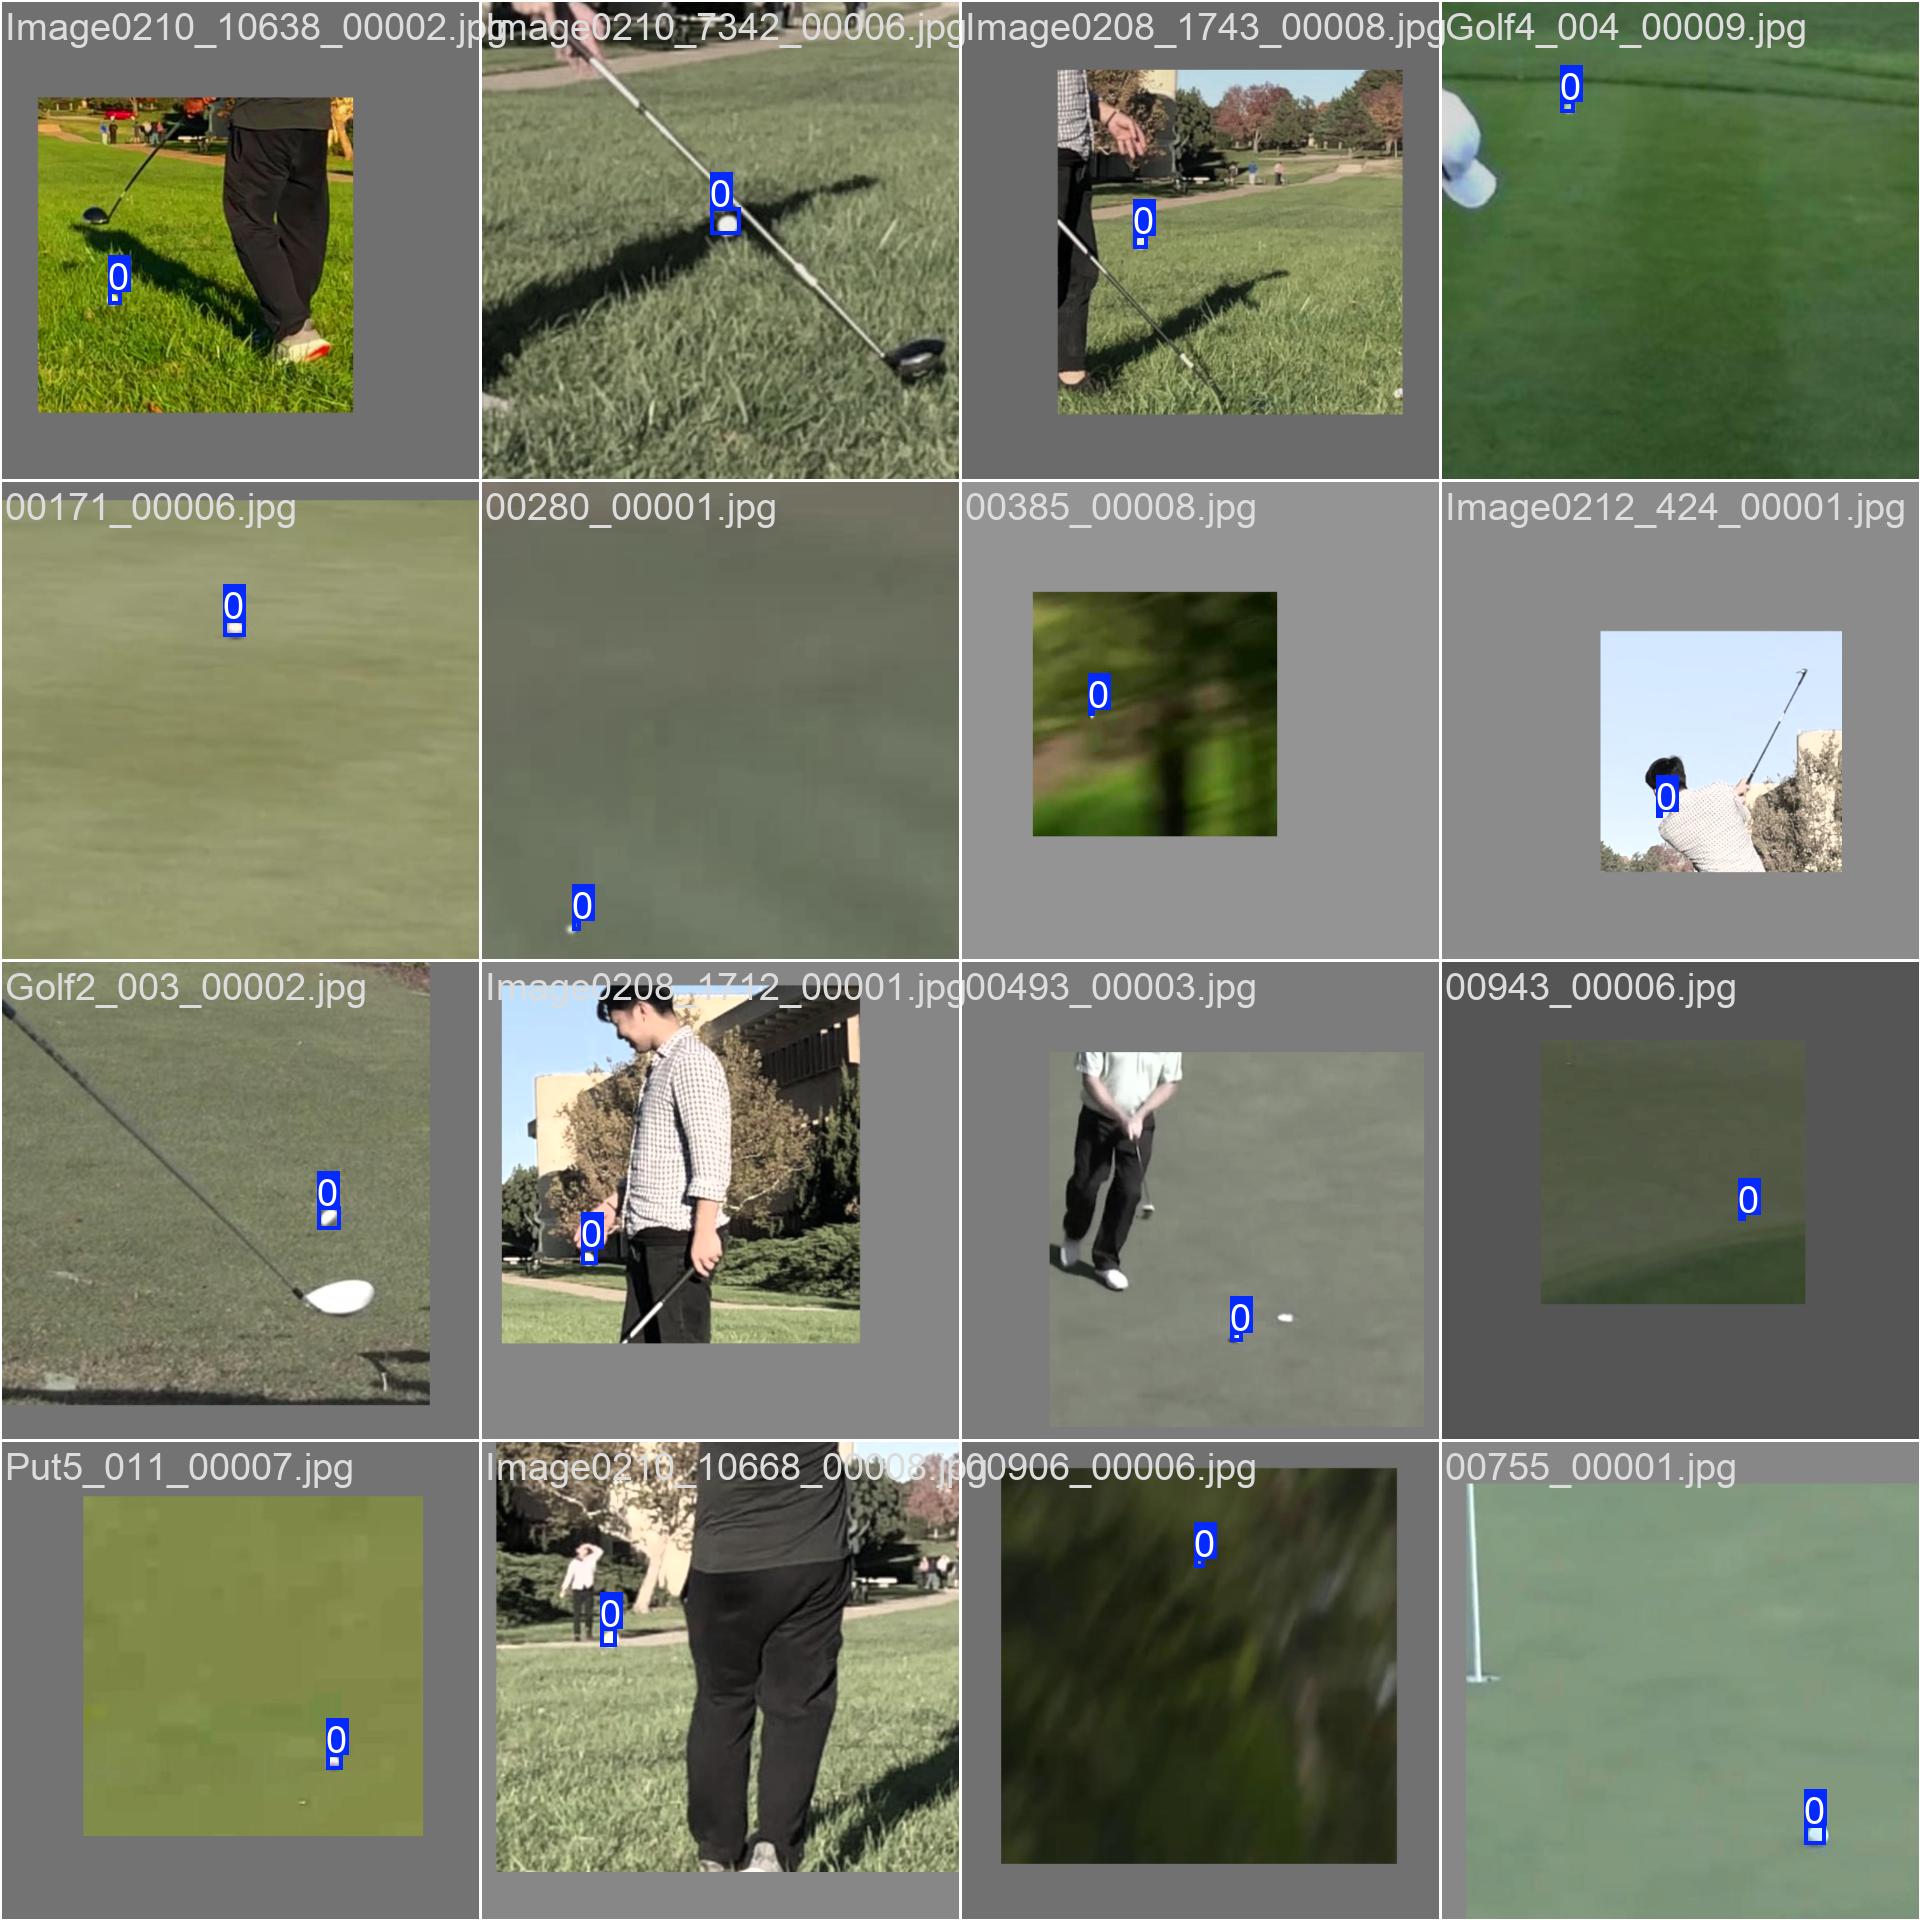 Image0210_10638_00002.jpg
Image0210_7342_00006.jpg
Image0208_1743_00008.jpg
Golf4_004_00009.jpg
0
0
0
0
00171_00006.jpg
00280_00001.jpg
00385_00008.jpg
Image0212_424_00001.jpg
0
0
0
0
Golf2_003_00002.jpg
Image0208_1712_00001.jpg
00493_00003.jpg
00943_00006.jpg
0
0
0
0
Put5_011_00007.jpg
Image0210_10668_00008.jpg
00906_00006.jpg
00755_00001.jpg
0
0
0
0